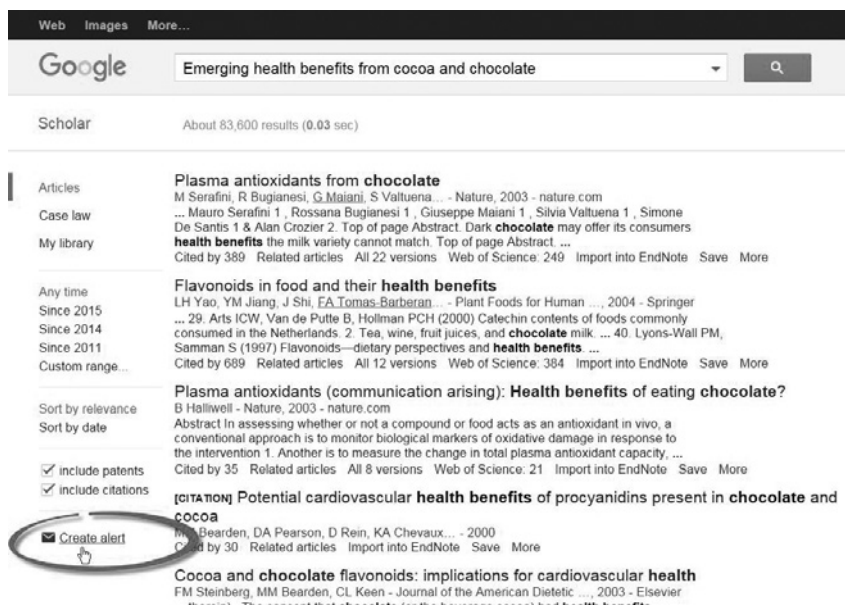 Web Images More...
Google
Emerging health benefits from cocoa and chocolate
Scholar
About 83,600 results (0.03 sec)
Articles
Case law
My library
Any time
Since 2015
Since 2014
Since 2011
Custom range...
Sort by relevance
Sort by date
include patents
include citations
Create alert
Plasma antioxidants from chocolate
M Serafini, R Bugianesi, G Maiani, S Valtuena... - Nature, 2003 - nature.com
... Mauro Serafini 1 , Rossana Bugianesi 1 , Giuseppe Maiani 1 , Silvia Valtuena 1 , Simone
De Santis 1 & Alan Crozier 2. Top of page Abstract. Dark chocolate may offer its consumers
health benefits the milk variety cannot match. Top of page Abstract. ...
Cited by 389 Related articles All 22 versions Web of Science: 249 Import into EndNote Save More
Flavonoids in food and their health benefits
LH Yao, YM Jiang, J Shi, FA Tomas-Barberan... - Plant Foods for Human ..., 2004 - Springer
... 29. Arts ICW, Van de Putte B, Hollman PCH (2000) Catechin contents of foods commonly
consumed in the Netherlands. 2. Tea, wine, fruit juices, and chocolate milk. ... 40. Lyons-Wall PM,
Samman S (1997) Flavonoids—dietary perspectives and health benefits. ...
Cited by 689 Related articles All 12 versions Web of Science: 384 Import into EndNote Save More
Plasma antioxidants (communication arising): Health benefits of eating chocolate?
B Halliwell - Nature, 2003 - nature.com
Abstract In assessing whether or not a compound or food acts as an antioxidant in vivo, a
conventional approach is to monitor biological markers of oxidative damage in response to
the intervention 1. Another is to measure the change in total plasma antioxidant capacity, ...
Cited by 35 Related articles All 8 versions Web of Science: 21 Import into EndNote Save More
[CITATION] Potential cardiovascular health benefits of procyanidins present in chocolate and
cocoa
Bearden, DA Pearson, D Rein, KA Chevaux... - 2000
by 30 Related articles Import into EndNote Save More
Cocoa and chocolate flavonoids: implications for cardiovascular health
FM Steinberg, MM Bearden, CL Keen - Journal of the American Dietetic ..., 2003 - Elsevier